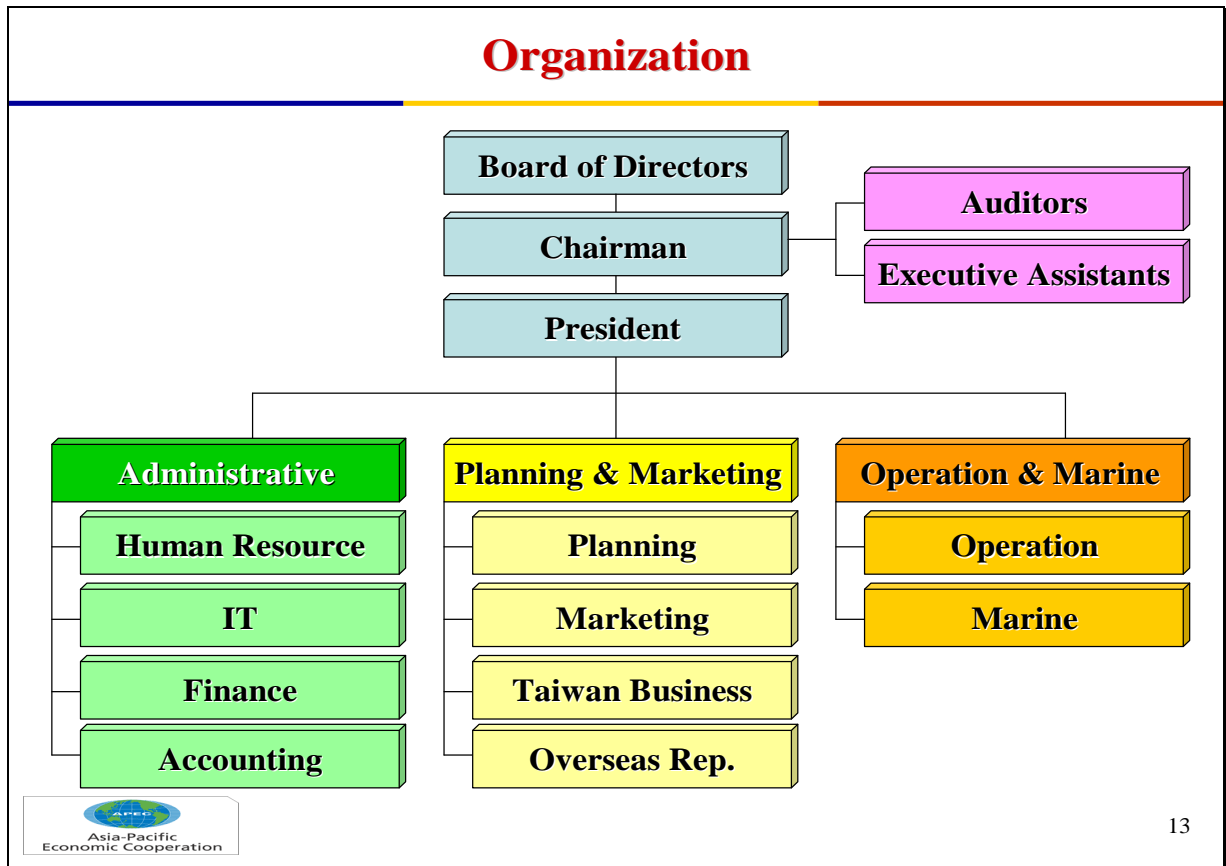 Organization
Board of Directors
Chairman
President
Auditors
Executive Assistants
Administrative
Human Resource
IT
Finance
Accounting
Planning & Marketing
Planning
Marketing
Taiwan Business
Overseas Rep.
Operation & Marine
Operation
Marine
APEC
Asia-Pacific
Economic Cooperation
13